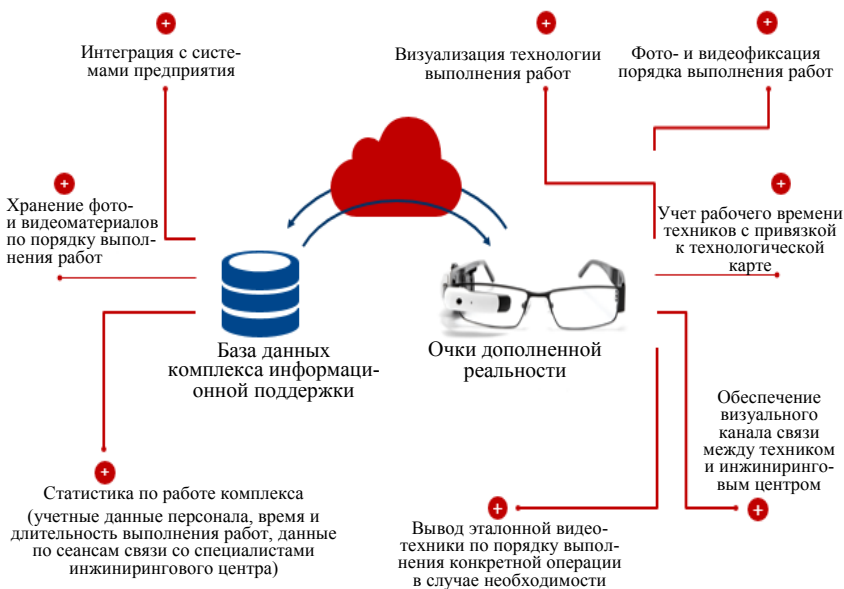 Интеграция с систе-
мами предприятия
Визуализация технологии
выполнения работ
Фото- и видеофиксация
порядка выполнения работ
Хранение фото-
и видеоматериалов
по порядку выпол-
нения работ
Учет рабочего времени
техников с привязкой
к технологической
карте
База данных
комплекса информаци-
онной поддержки
Очки дополненной
реальности
Обеспечение
визуального
канала связи
между техником
и инжиниринго-
вым центром
Статистика по работе комплекса
(учетные данные персонала, время и
длительность выполнения работ, данные
по сеансам связи со специалистами
инжинирингового центра)
Вывод эталонной видео-
техники по порядку выпол-
нения конкретной операции
в случае необходимости